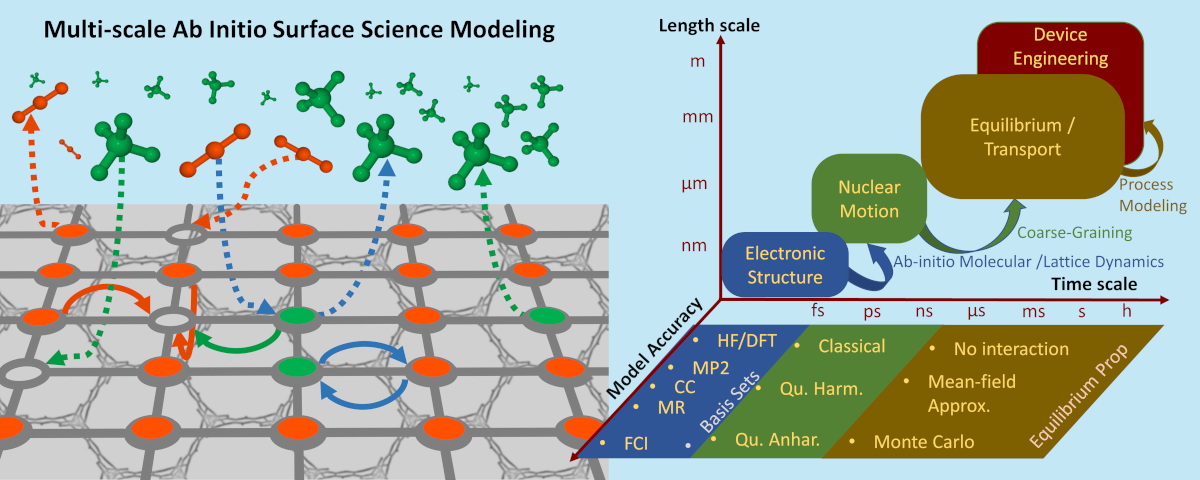 Multi-scale Ab Initio Surface Science Modeling
Length scale
m
mm
µm
nm
Device
Engineering
Equilibrium /
Transport
Nuclear
Motion
Electronic
Structure
Process
Modeling
Coarse-Graining
Ab-initio Molecular /Lattice Dynamics
Time scale
fs
ps
ns
µs
ms
s
h
Model Accuracy
• HF/DFT
• MP2
• CC
• MR
• FCI
Basis Sets
• Classical
• Qu. Harm.
• Qu. Anhar.
• No interaction
• Mean-field
Approx.
• Monte Carlo
Equilibrium Prop